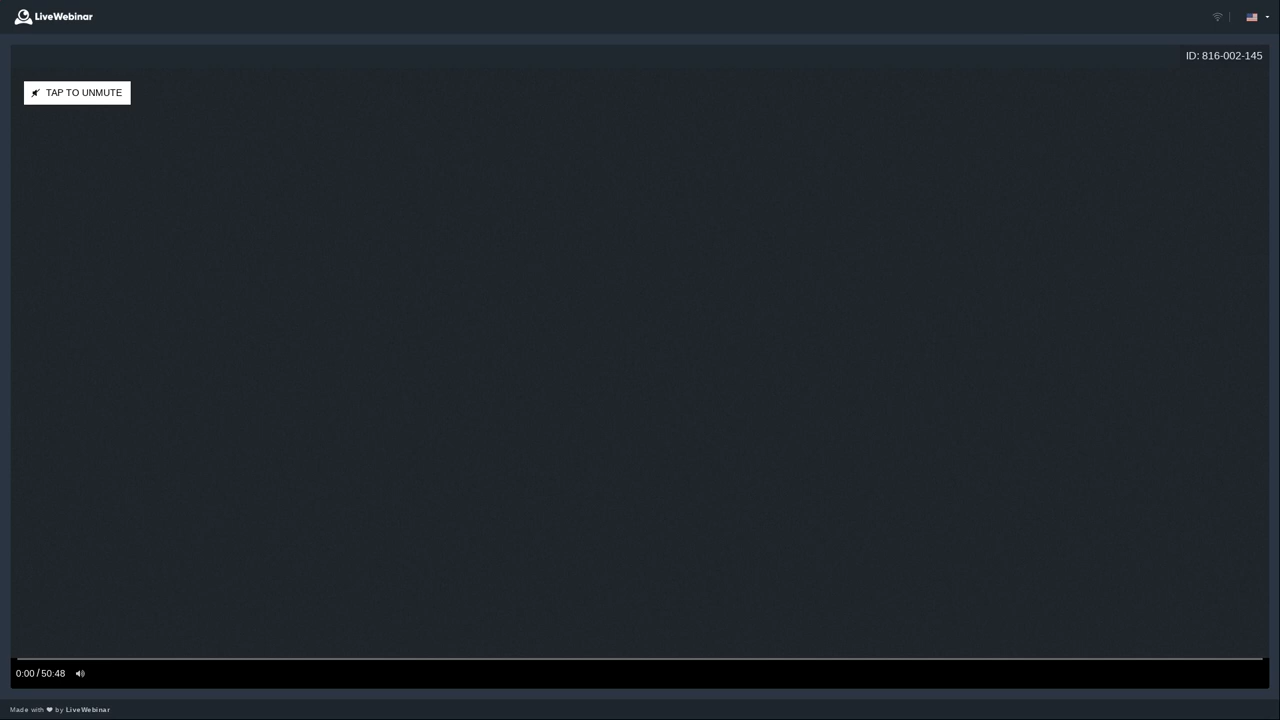 LiveWebinar
ID: 816-002-145
TAP TO UNMUTE
0:00 / 50:48
Made with ❤ by LiveWebinar